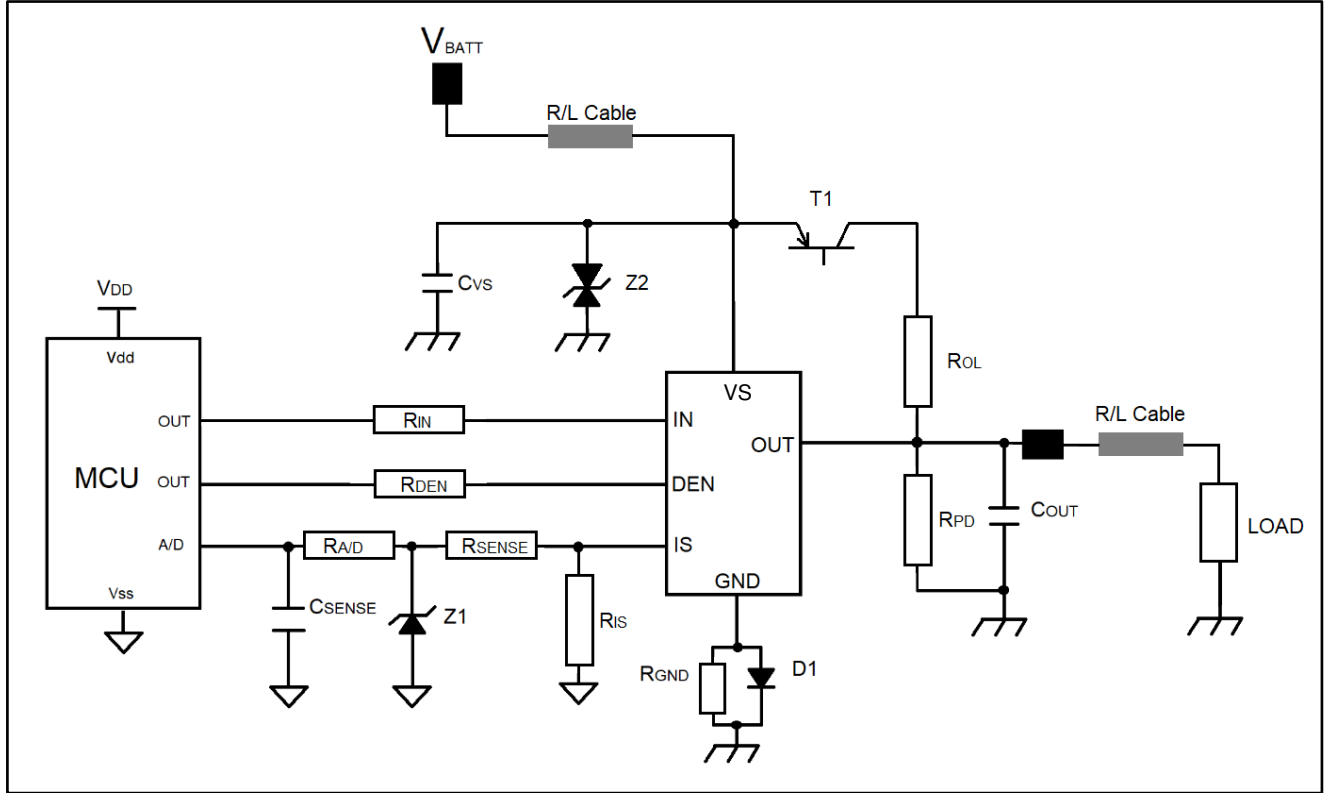 VBATT
R/L Cable
T1
CVS
Z2
VDD
Vdd
ROL
VS
OUT
RIN
IN
R/L Cable
OUT
MCU
OUT
RDEN
DEN
RPD
COUT
LOAD
A/D
RA/D
RSENSE
IS
GND
Vss
CSENSE
Z1
RIS
RGND
D1